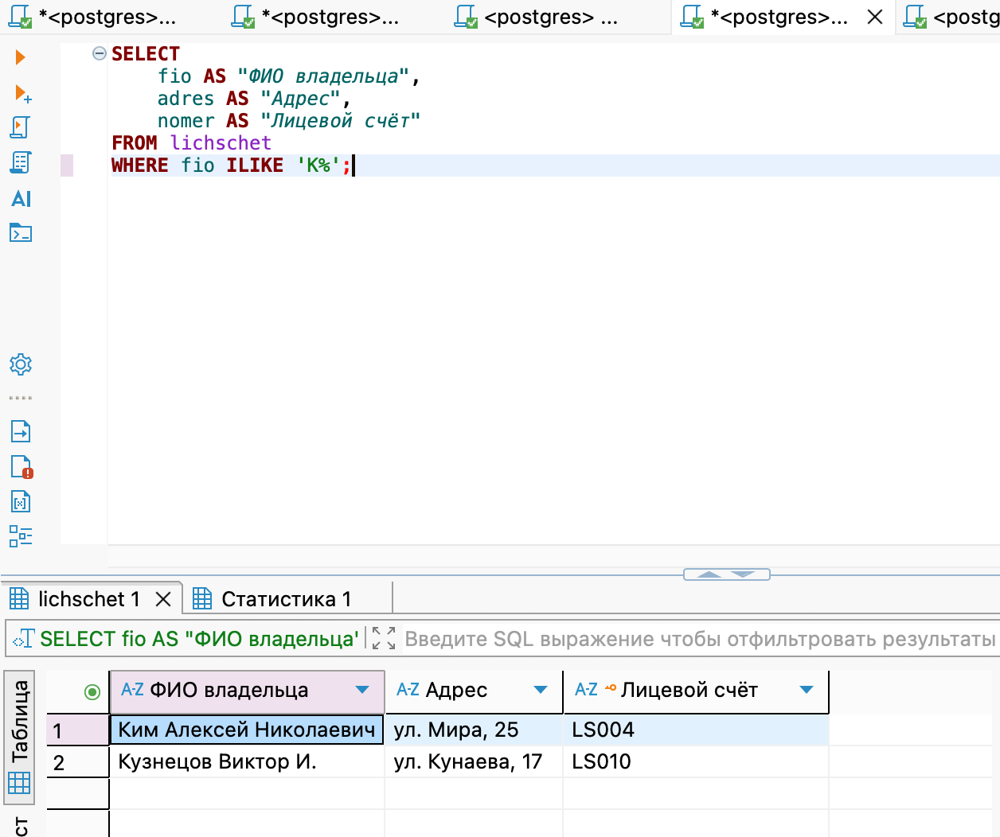 *<postgres>...
*<postgres>...
<postgres> ...
*<postgres>...
<postg
SELECT
fio AS "ФИО владельца",
adres AS "Адрес",
nomer AS "Лицевой счёт"
FROM lichschet
WHERE fio ILIKE 'К%';
AI
lichschet 1
Статистика 1
SELECT fio AS "ФИО владельца'
Введите SQL выражение чтобы отфильтровать результаты
Таблица
ст
A-Z ФИО владельца
A-Z Адрес
A-Z Лицевой счёт
1 Ким Алексей Николаевич ул. Мира, 25 LS004
2 Кузнецов Виктор И. ул. Кунаева, 17 LS010